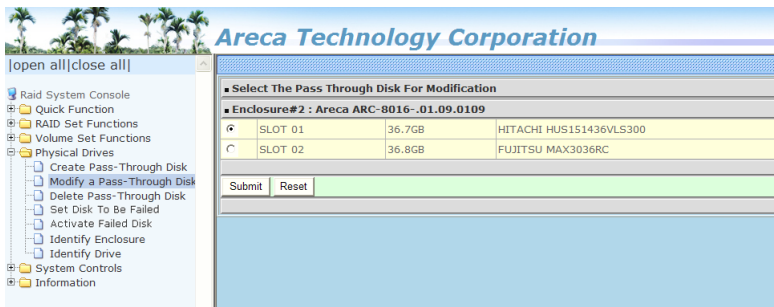 Areca Technology Corporation
|open all|close all|
Raid System Console
Quick Function
RAID Set Functions
Volume Set Functions
Physical Drives
Create Pass-Through Disk
Modify a Pass-Through Disk
Delete Pass-Through Disk
Set Disk To Be Failed
Activate Failed Disk
Identify Enclosure
Identify Drive
System Controls
Information
Select The Pass Through Disk For Modification
Enclosure#2 : Areca ARC-8016-.01.09.0109
SLOT 01 36.7GB HITACHI HUS151436VLS300
SLOT 02 36.8GB FUJITSU MAX3036RC
Submit Reset